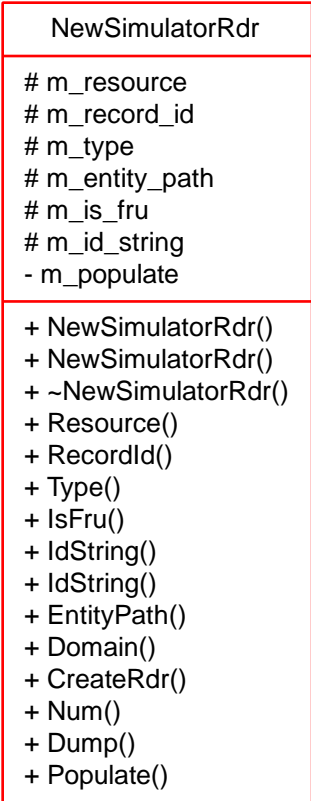 NewSimulatorRdr
# m_resource
# m_record_id
# m_type
# m_entity_path
# m_is_fru
# m_id_string
- m_populate
+ NewSimulatorRdr()
+ NewSimulatorRdr()
+ ~NewSimulatorRdr()
+ Resource()
+ RecordId()
+ Type()
+ IsFru()
+ IdString()
+ IdString()
+ EntityPath()
+ Domain()
+ CreateRdr()
+ Num()
+ Dump()
+ Populate()